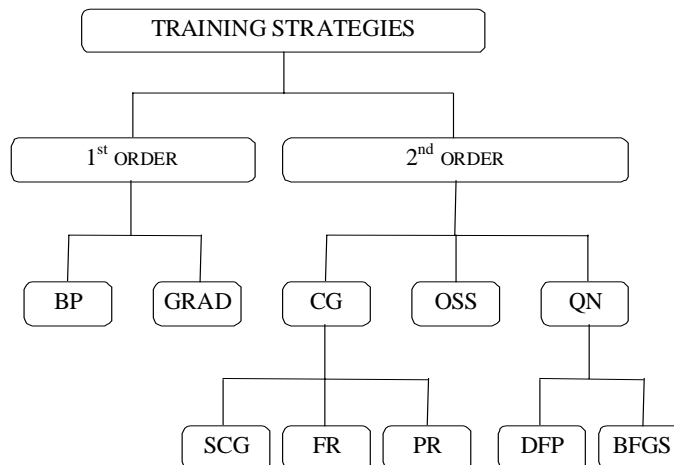 TRAINING STRATEGIES
1st ORDER
2nd ORDER
BP
GRAD
CG
OSS
QN
SCG
FR
PR
DFP
BFGS